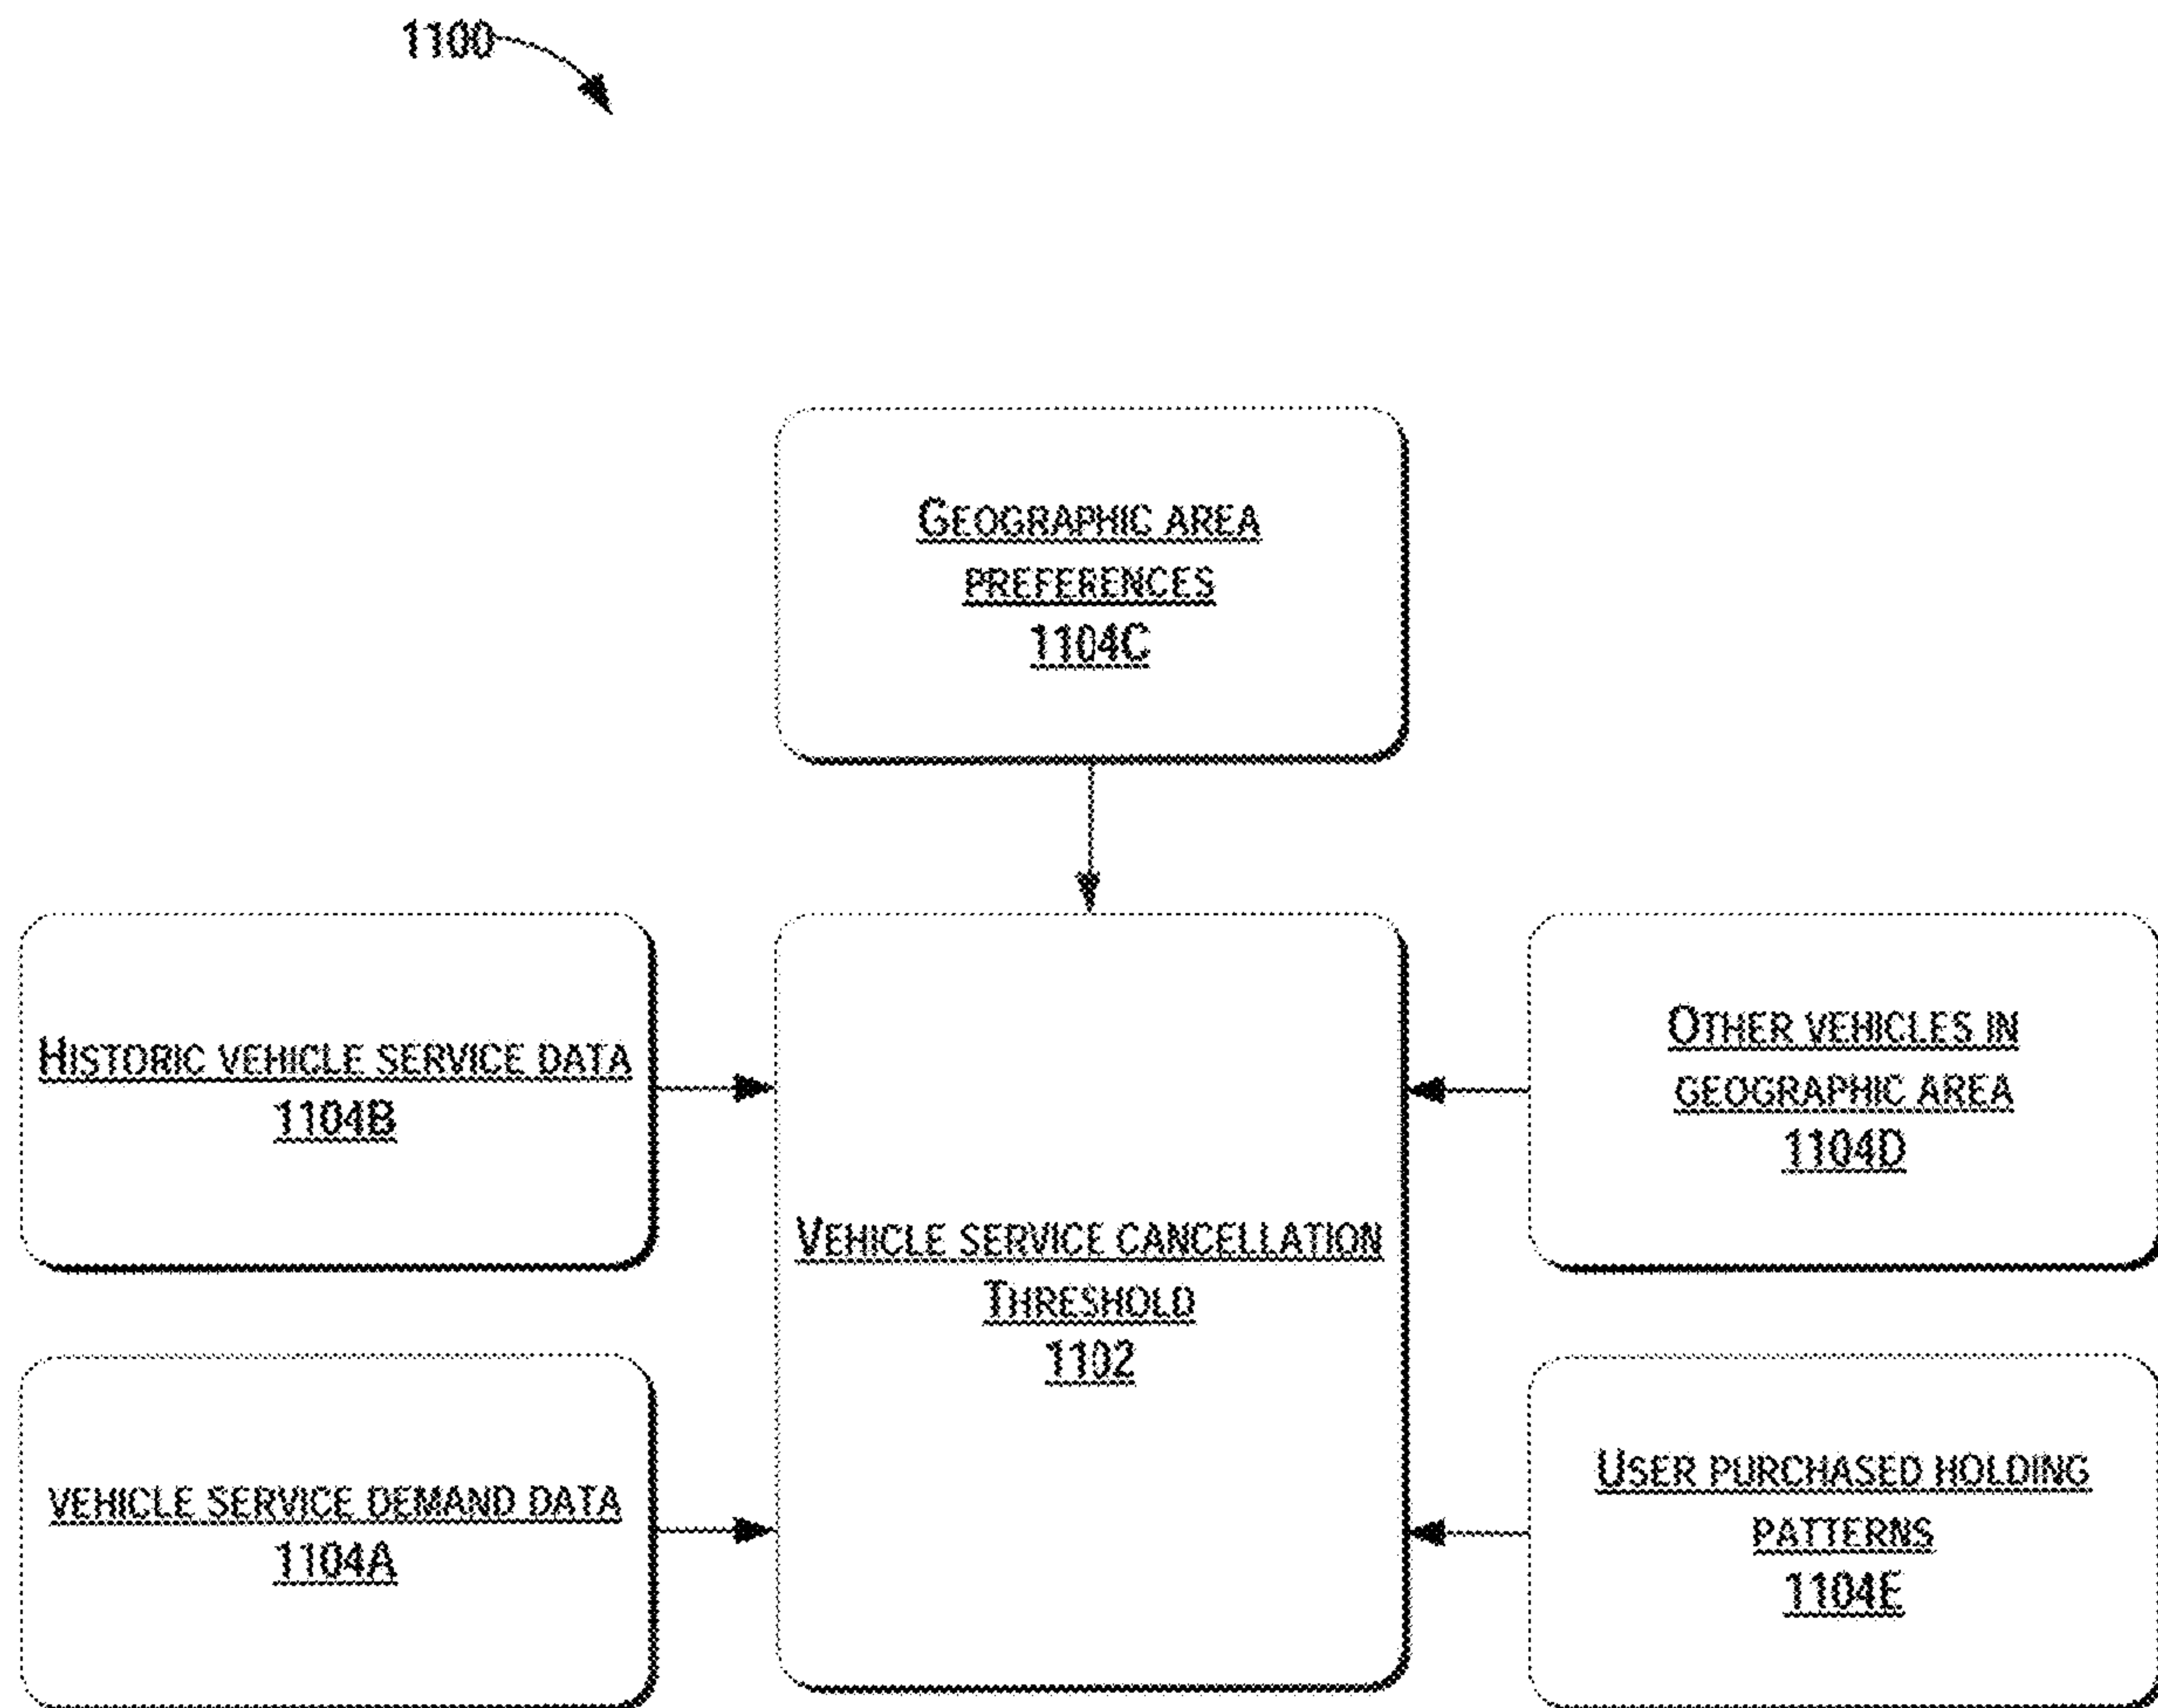 1100
Geographic area
preferences
1104C
Historic vehicle service data
1104B
Other vehicles in
geographic area
1104D
Vehicle service cancellation
Threshold
1102
vehicle service demand data
1104A
User purchased holding
patterns
1104E